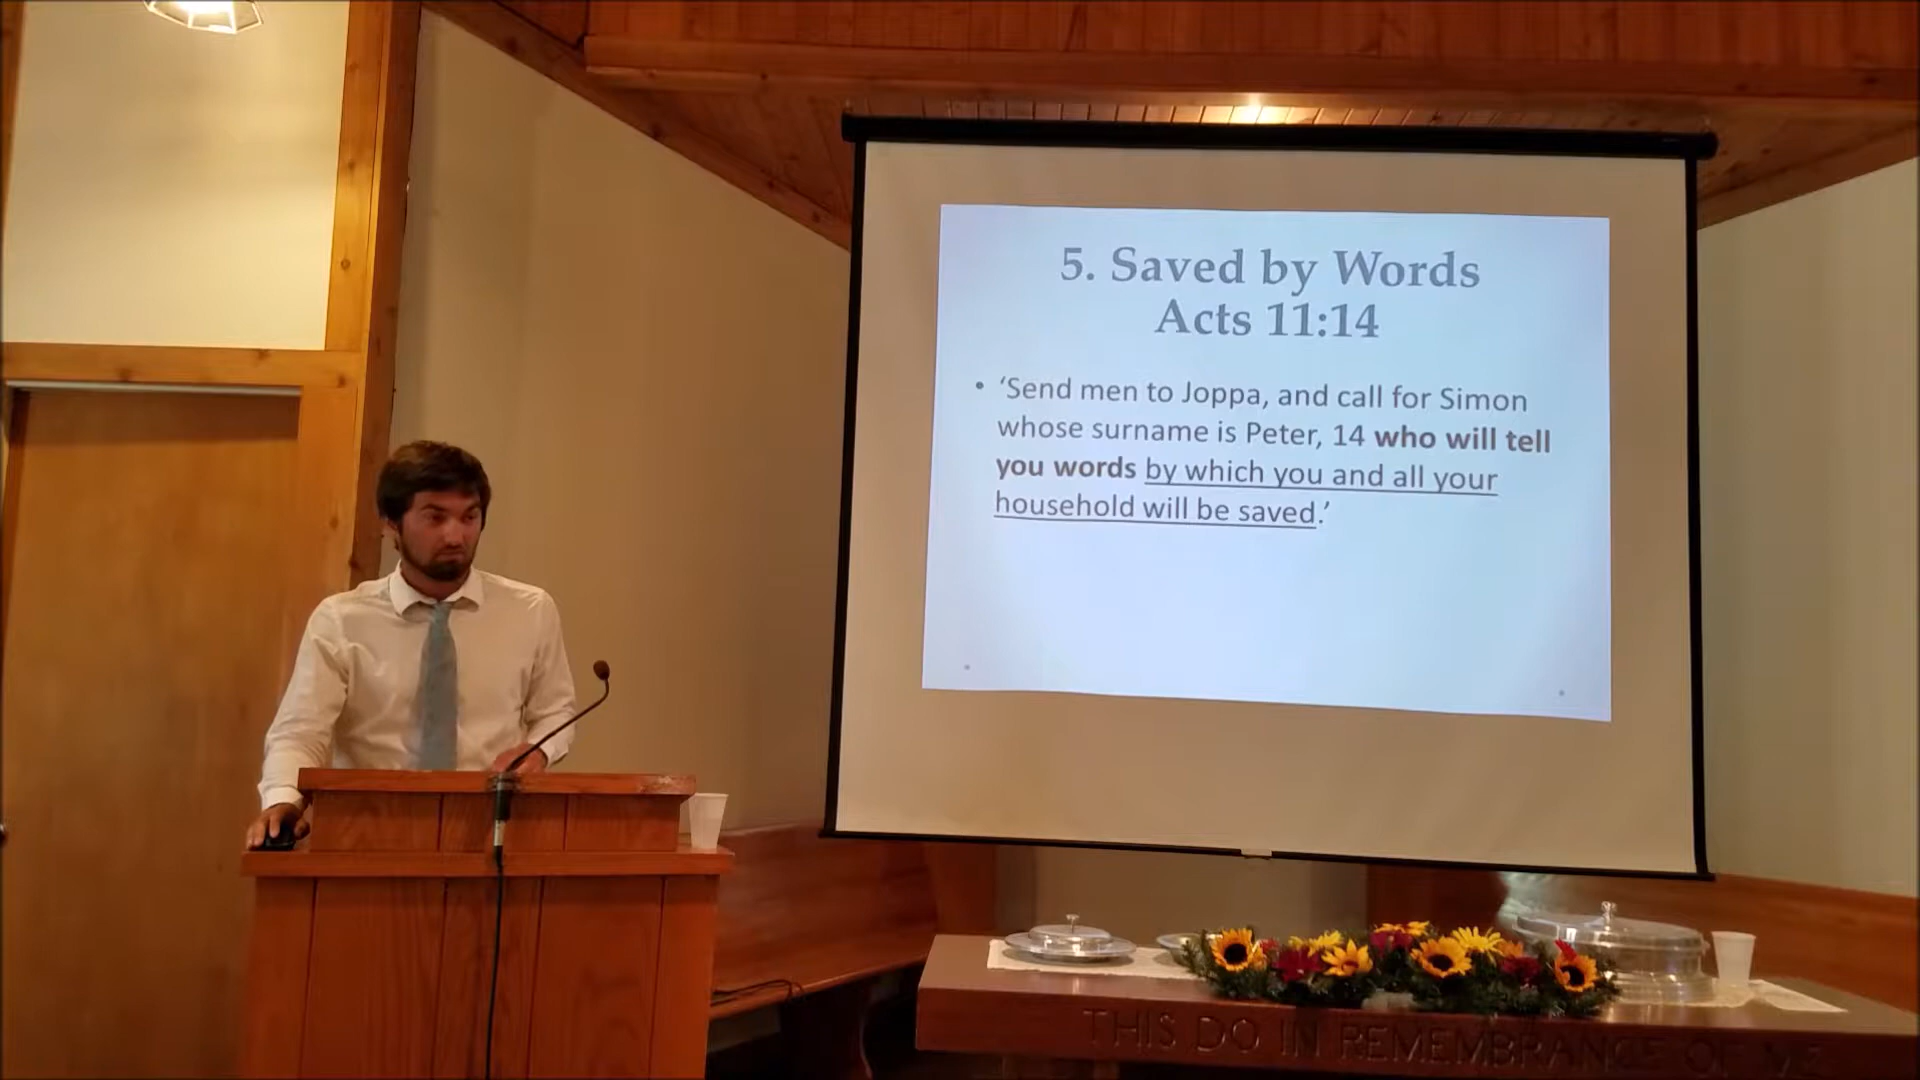 5. Saved by Words
Acts 11:14
• ‘Send men to Joppa, and call for Simon
whose surname is Peter, 14 who will tell
you words by which you and all your
household will be saved.’
THIS DO IN REMEMBRANCE OF ME